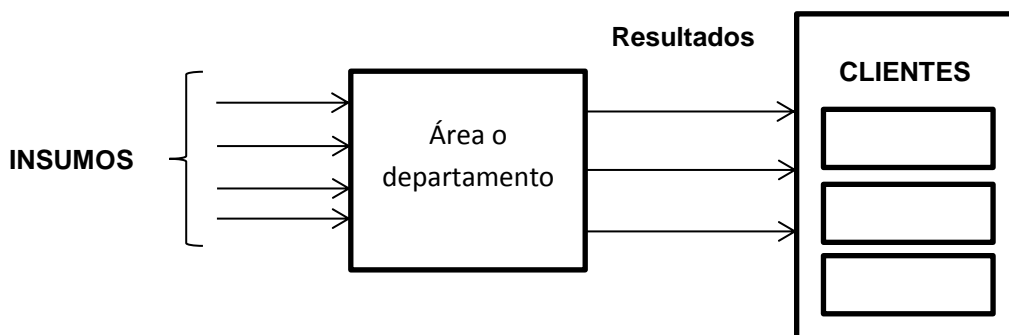 Resultados
CLIENTES
INSUMOS
Área o
departamento